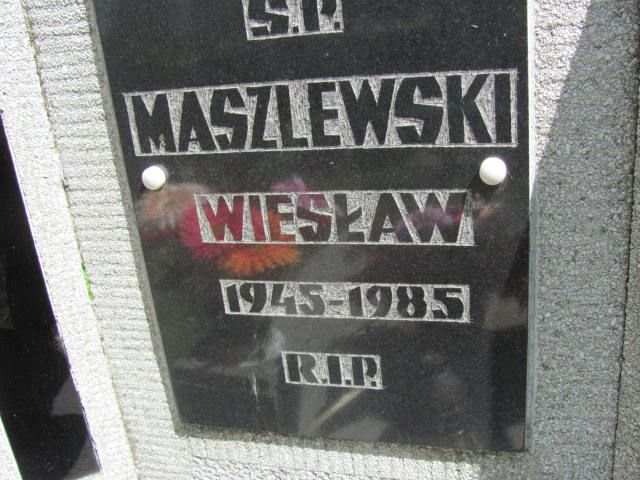 Ś.P.
MASZLEWSKI
WIESŁAW
1945-1985
R.I.P.